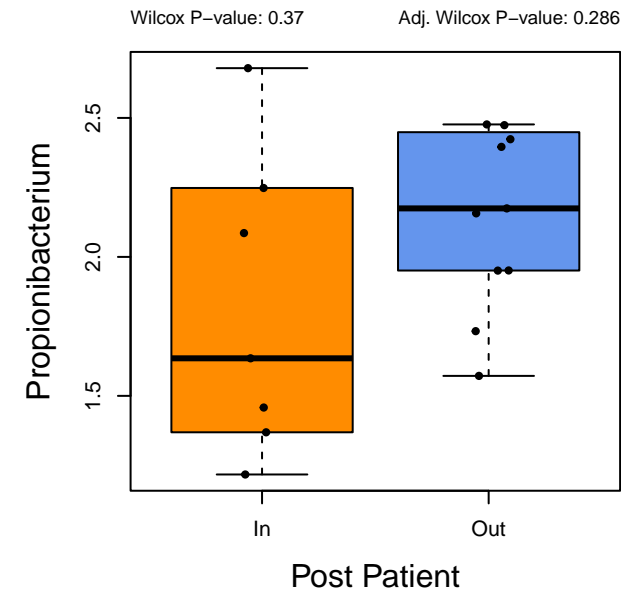 Wilcox P−value: 0.37 Adj. Wilcox P−value: 0.286
Propionibacterium
2.5
2.0
1.5
In Out
Post Patient